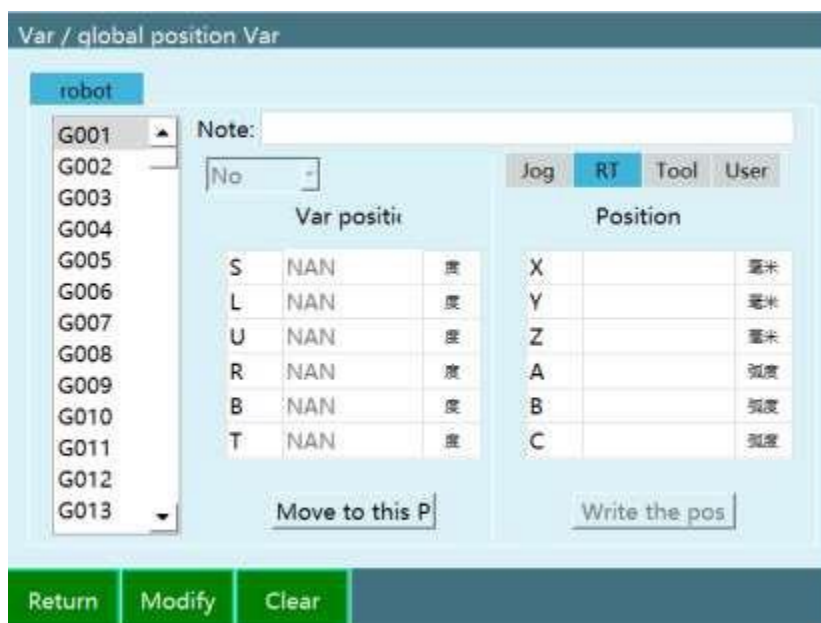 Var / global position Var
robot
G001
G002
G003
G004
G005
G006
G007
G008
G009
G010
G011
G012
G013
Note:
No
Jog RT Tool User
Var positi
Position
S NAN 度
L NAN 度
U NAN 度
R NAN 度
B NAN 度
T NAN 度
X 毫米
Y 毫米
Z 毫米
A 弧度
B 弧度
C 弧度
Move to this P
Write the pos
Return Modify Clear